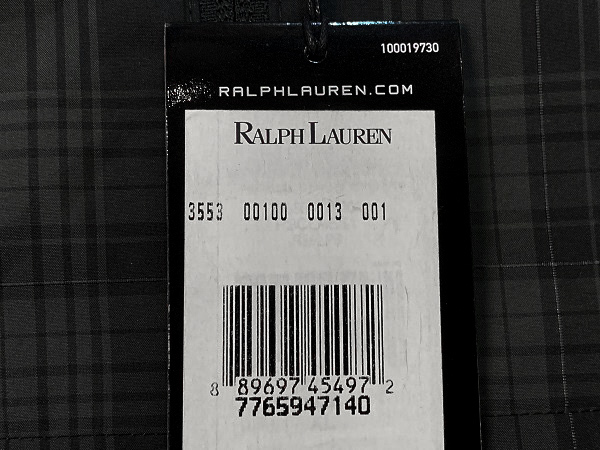 100019730
RALPHLAUREN.COM
RALPH LAUREN
3553 00100 0013 001
8 89697 45497 2
7765947140